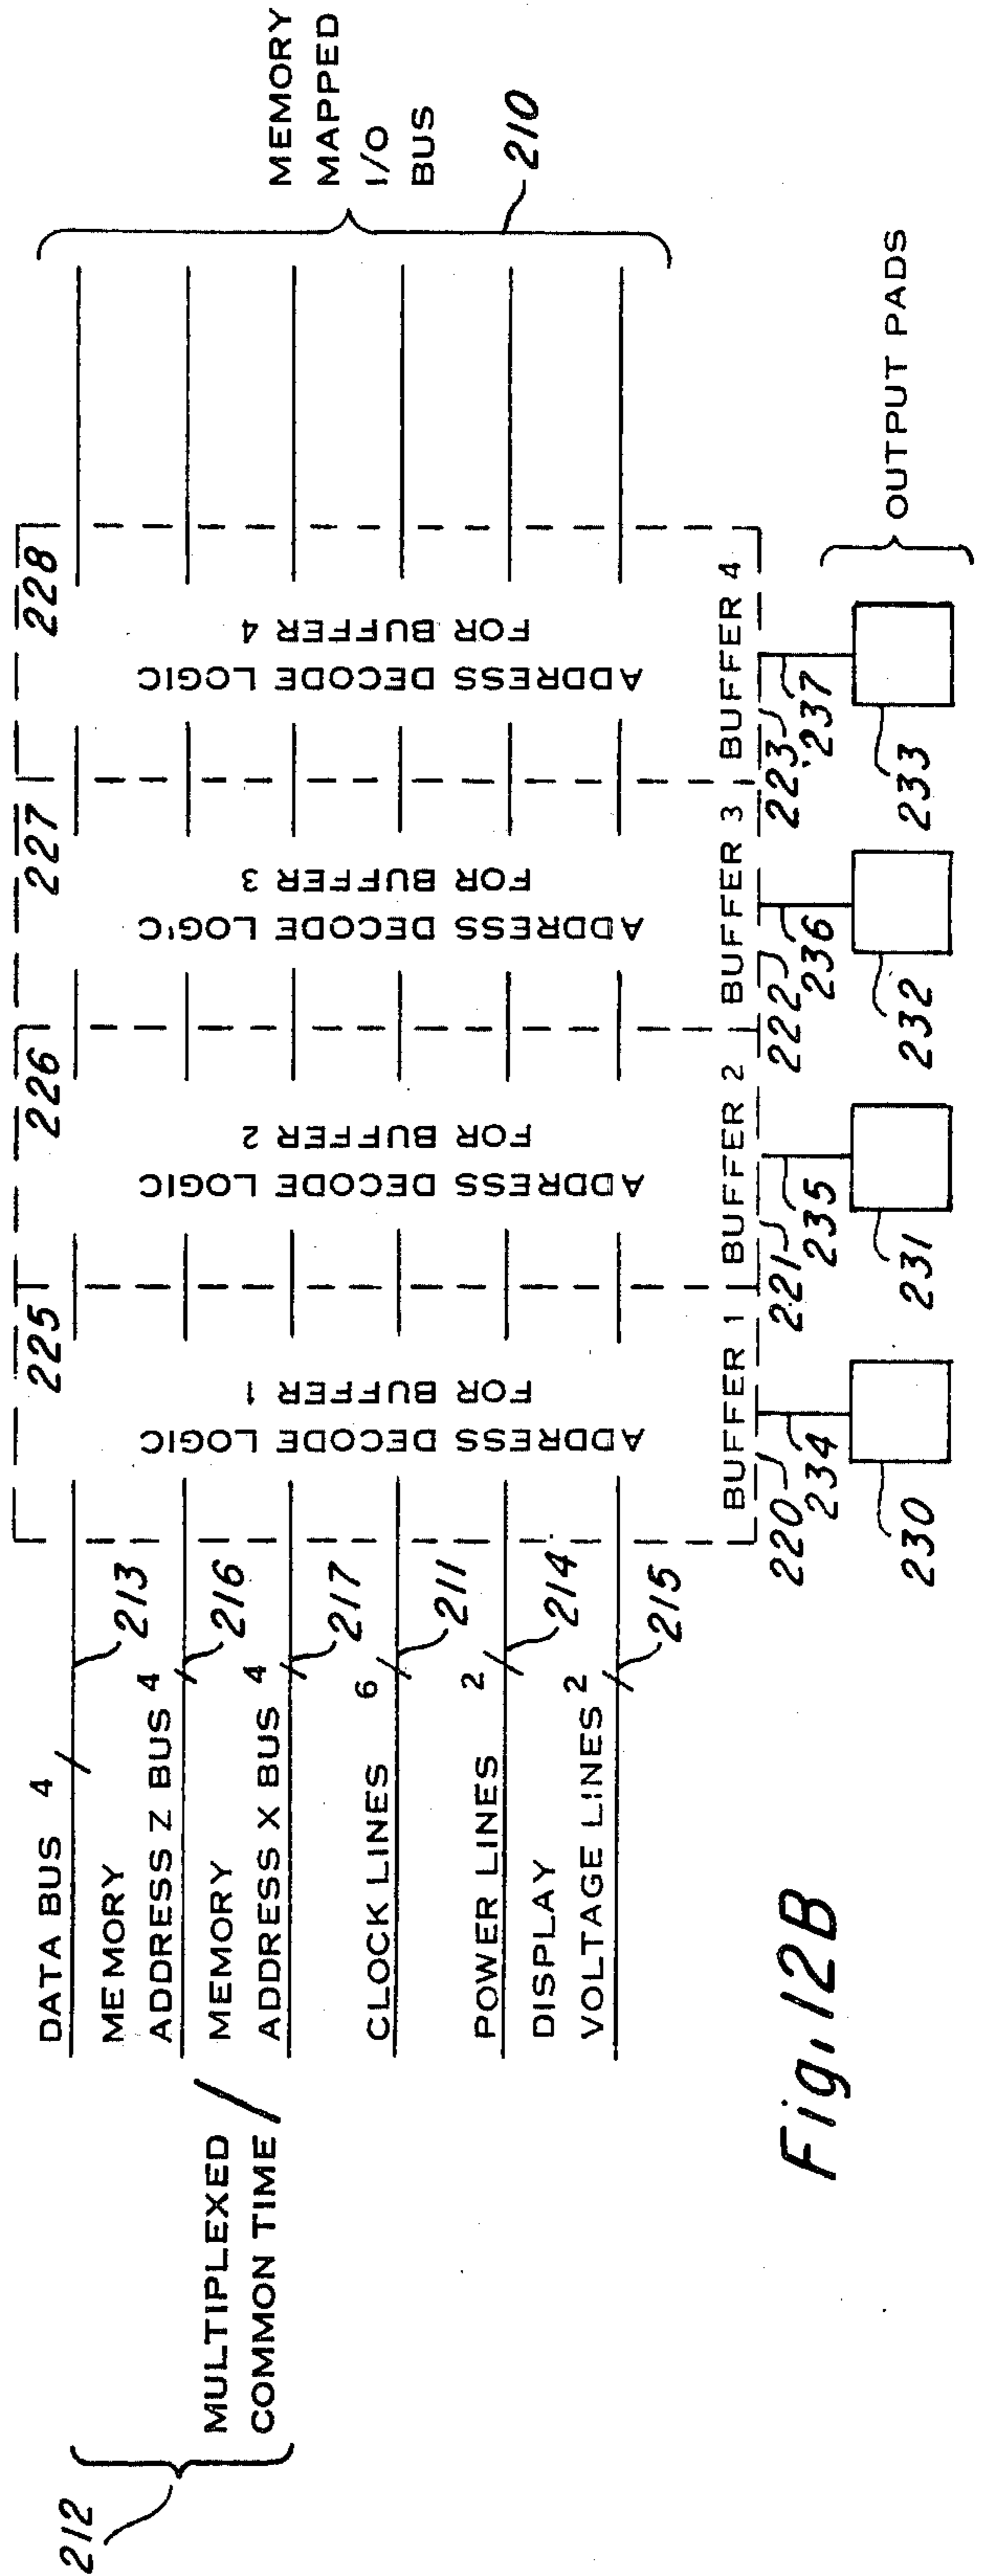 212
MULTIPLEXED
COMMON TIME
DATA BUS 4
213
MEMORY
ADDRESS Z BUS 4
216
MEMORY
ADDRESS X BUS 4
217
CLOCK LINES 6
211
POWER LINES 2
214
DISPLAY
VOLTAGE LINES 2
215
225
226
227
228
ADDRESS DECODE LOGIC
FOR BUFFER 1
ADDRESS DECODE LOGIC
FOR BUFFER 2
ADDRESS DECODE LOGIC
FOR BUFFER 3
ADDRESS DECODE LOGIC
FOR BUFFER 4
BUFFER 1
BUFFER 2
BUFFER 3
BUFFER 4
220
221
222
223
234
235
236
237
230
231
232
233
OUTPUT PADS
MEMORY
MAPPED
I/O
BUS
210
Fig. 12B